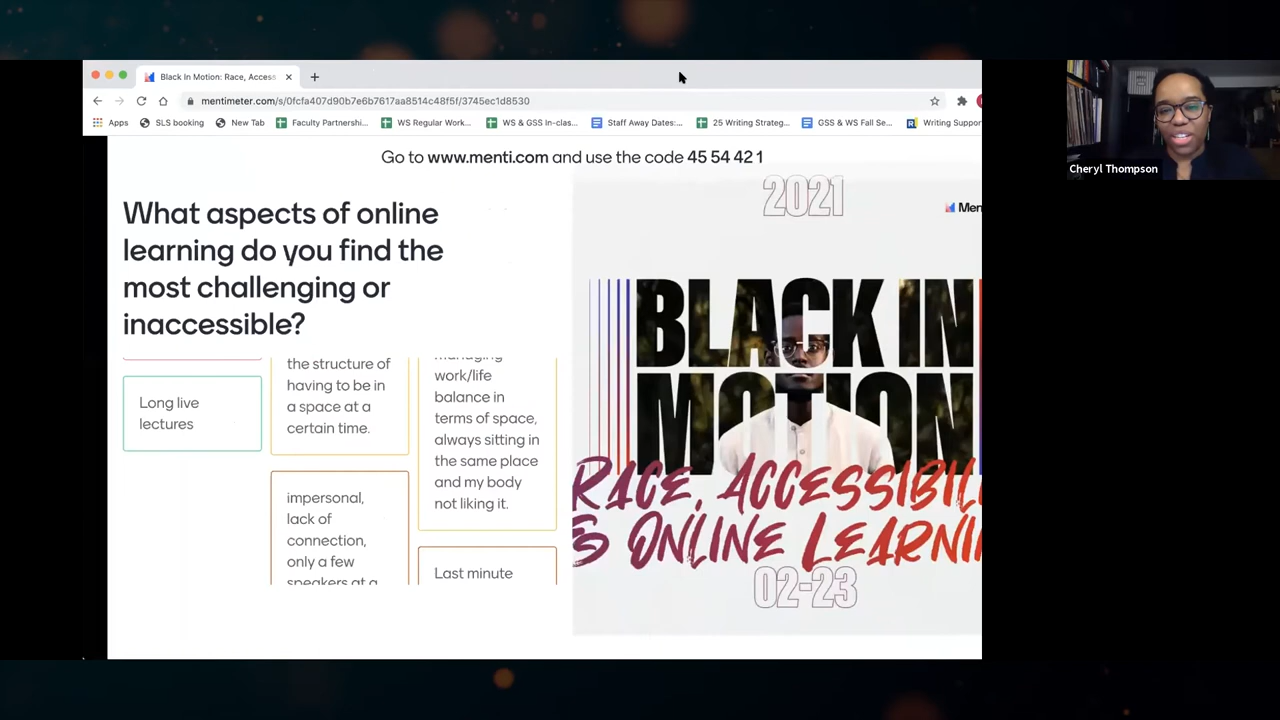 Black In Motion: Race, Access
mentimeter.com/s/0fcfa407d90b7e6b7617aa8514c48f5f/3745ec1d8530
Apps
SLS booking
New Tab
Faculty Partnershi...
WS Regular Work...
WS & GSS In-clas...
Staff Away Dates:...
25 Writing Strateg...
GSS & WS Fall Se...
Writing Suppor
Go to www.menti.com and use the code 45 54 42 1
What aspects of online
learning do you find the
most challenging or
inaccessible?
Long live
lectures
the structure of
having to be in
a space at a
certain time.
impersonal,
lack of
connection,
only a few
speakers at a
managing
work/life
balance in
terms of space,
always sitting in
the same place
and my body
not liking it.
Last minute
2021
Men
BLACK IN
MOTION
RACE, ACCESSIBIL
& ONLINE LEARNIN
02-23
Cheryl Thompson